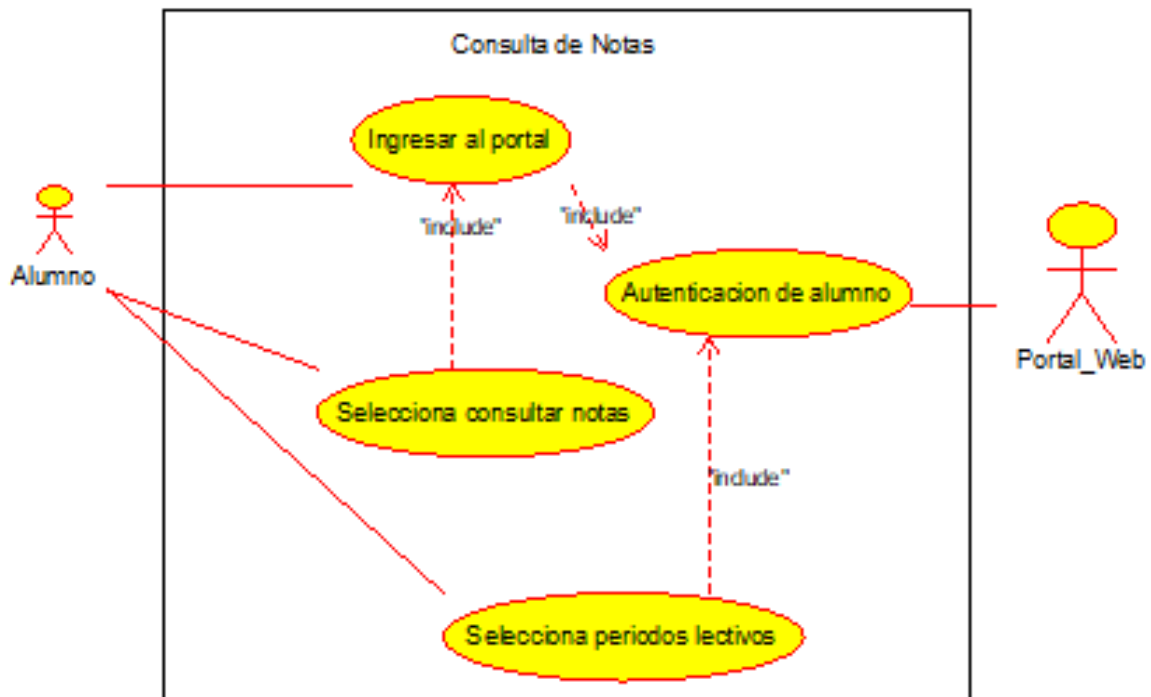 Consulta de Notas
Ingresar al portal
"include"
"include"
Alumno
Autenticacion de alumno
Portal_Web
Selecciona consultar notas
"include"
Selecciona periodos lectivos